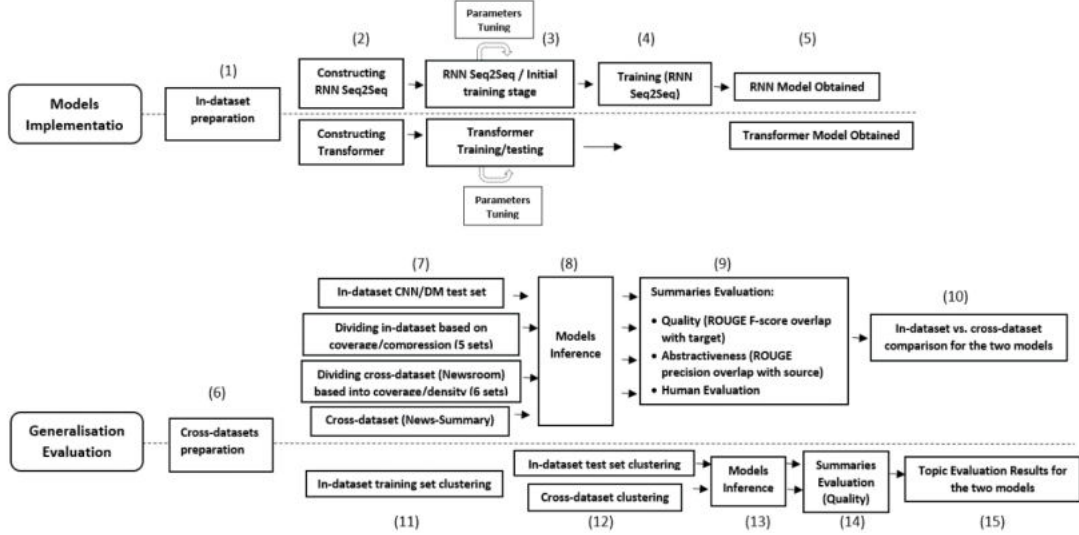 Parameters
Tuning
(2)
(3)
(4)
(5)
(1)
Constructing
RNN Seq2Seq
RNN Seq2Seq / Initial
training stage
Training (RNN
Seq2Seq)
RNN Model Obtained
Models
Implementatio
In-dataset
preparation
Constructing
Transformer
Transformer
Training/testing
Transformer Model Obtained
Parameters
Tuning
(7)
(8)
(9)
(10)
In-dataset CNN/DM test set
Dividing in-dataset based on
coverage/compression (5 sets)
Dividing cross-dataset (Newsroom)
based into coverage/density (6 sets)
Cross-dataset (News-Summary)
Models
Inference
Summaries Evaluation:
• Quality (ROUGE F-score overlap
with target)
• Abstractiveness (ROUGE
precision overlap with source)
• Human Evaluation
In-dataset vs. cross-dataset
comparison for the two models
(6)
Generalisation
Evaluation
Cross-datasets
preparation
In-dataset training set clustering
In-dataset test set clustering
Cross-dataset clustering
Models
Inference
Summaries
Evaluation
(Quality)
Topic Evaluation Results for
the two models
(11)
(12)
(13)
(14)
(15)